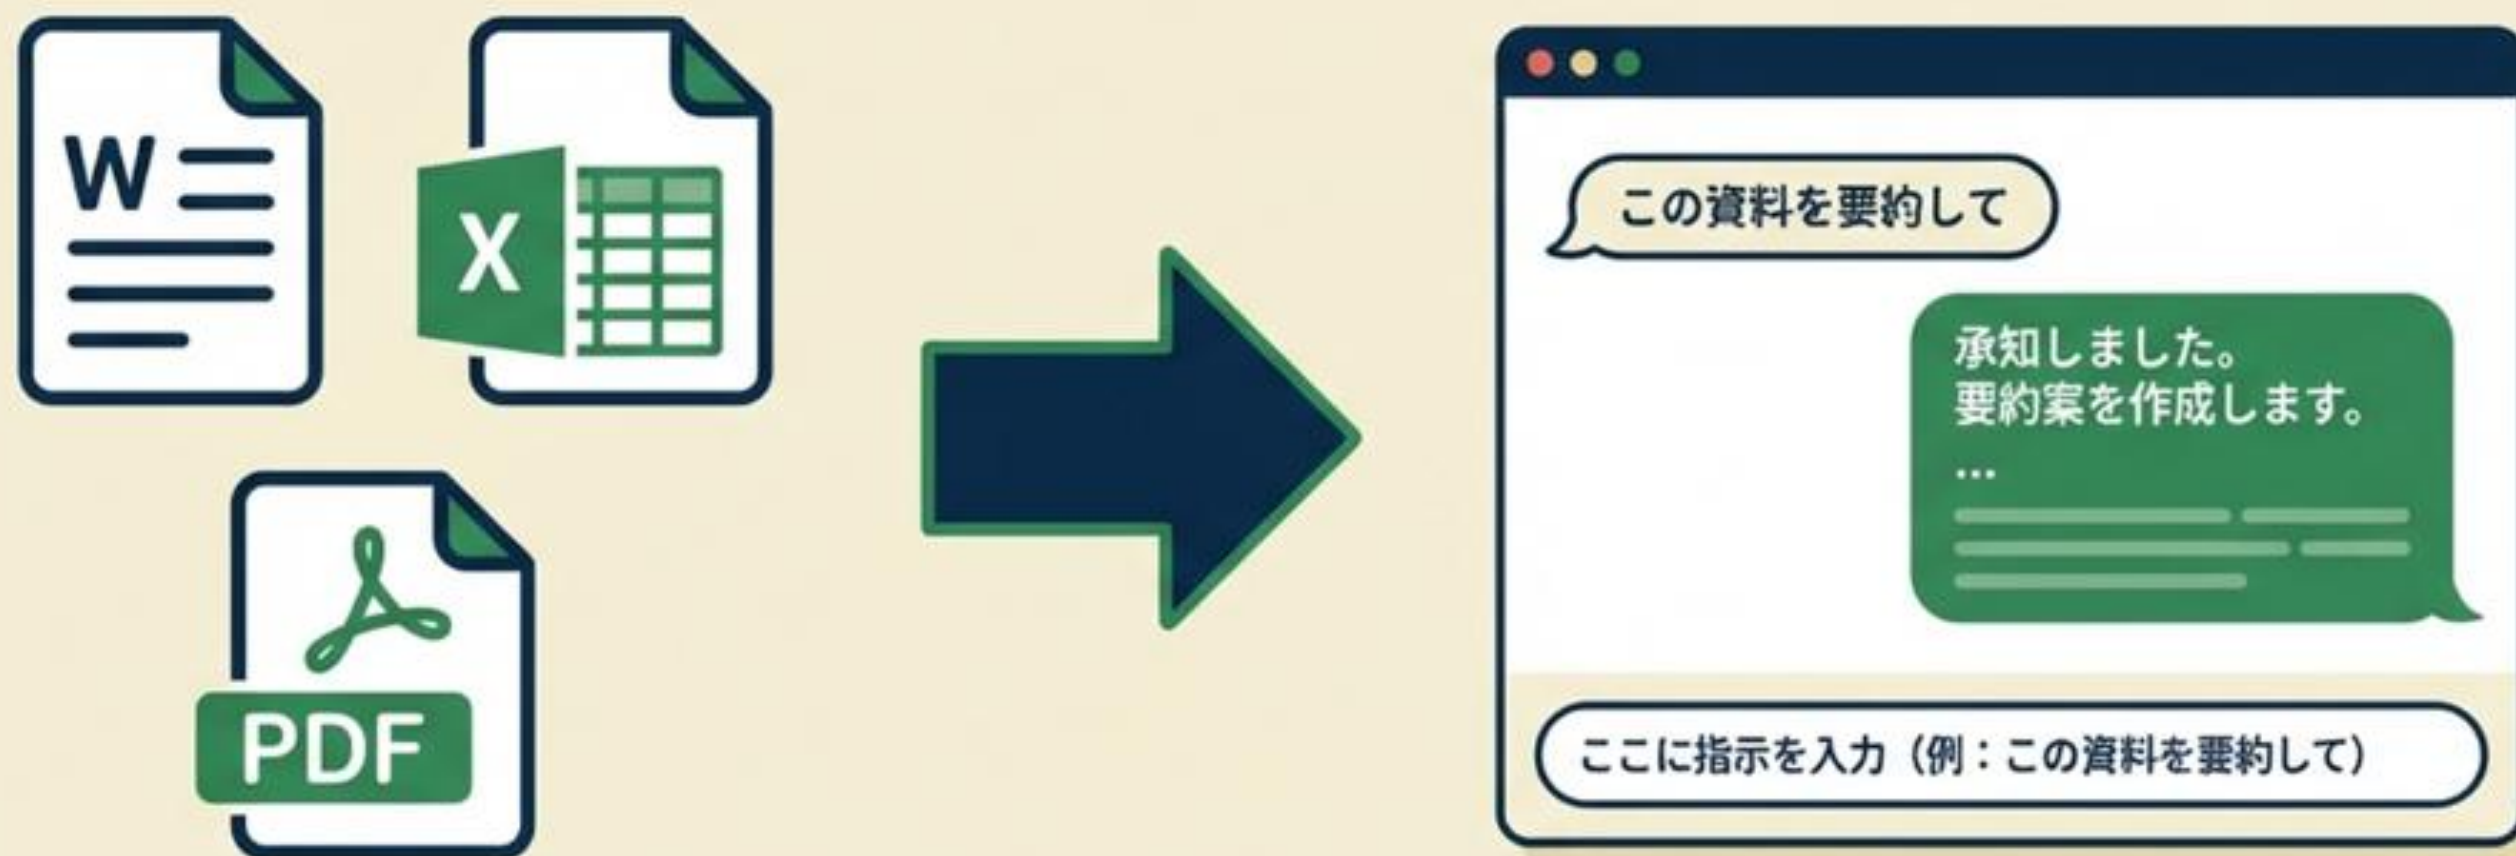 W
X
PDF
この資料を要約して
承知しました。
要約案を作成します。
...
ここに指示を入力（例：この資料を要約して）